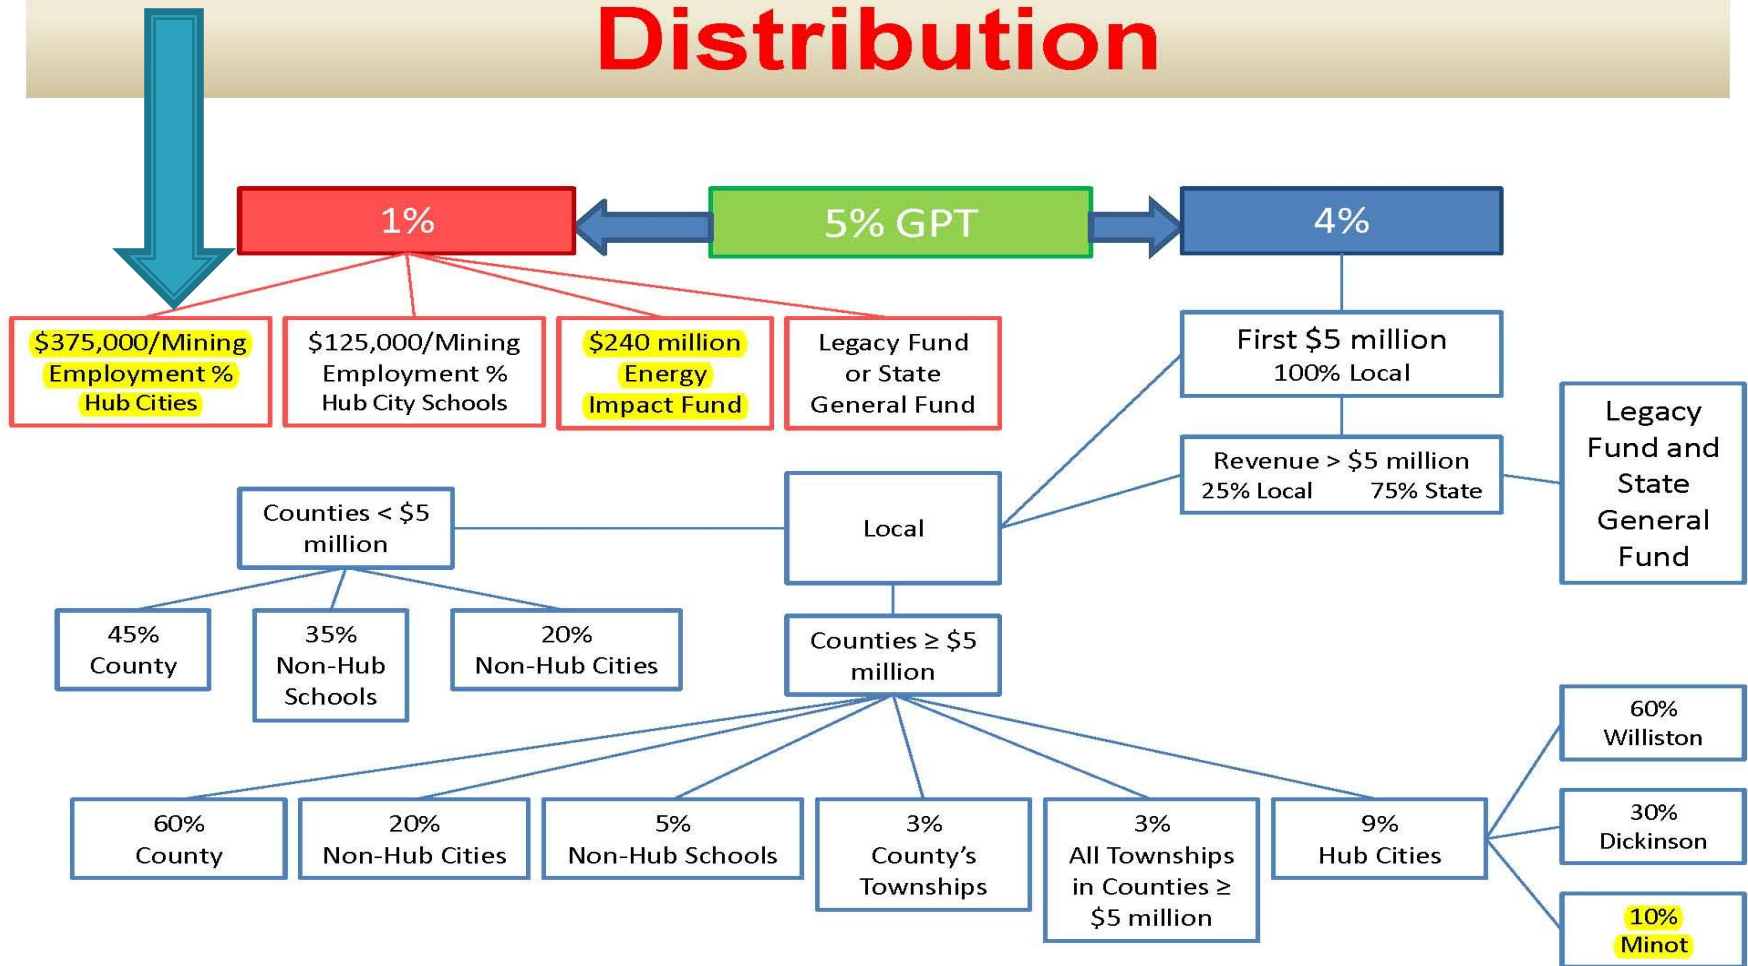 Distribution
1%
5% GPT
4%
$375,000/Mining
Employment %
Hub Cities
$125,000/Mining
Employment %
Hub City Schools
$240 million
Energy
Impact Fund
Legacy Fund
or State
General Fund
First $5 million
100% Local
Revenue > $5 million
25% Local 75% State
Legacy
Fund and
State
General
Fund
Counties < $5
million
Local
45%
County
35%
Non-Hub
Schools
20%
Non-Hub Cities
Counties ≥ $5
million
60%
County
20%
Non-Hub Cities
5%
Non-Hub Schools
3%
County’s
Townships
3%
All Townships
in Counties ≥
$5 million
9%
Hub Cities
60%
Williston
30%
Dickinson
10%
Minot